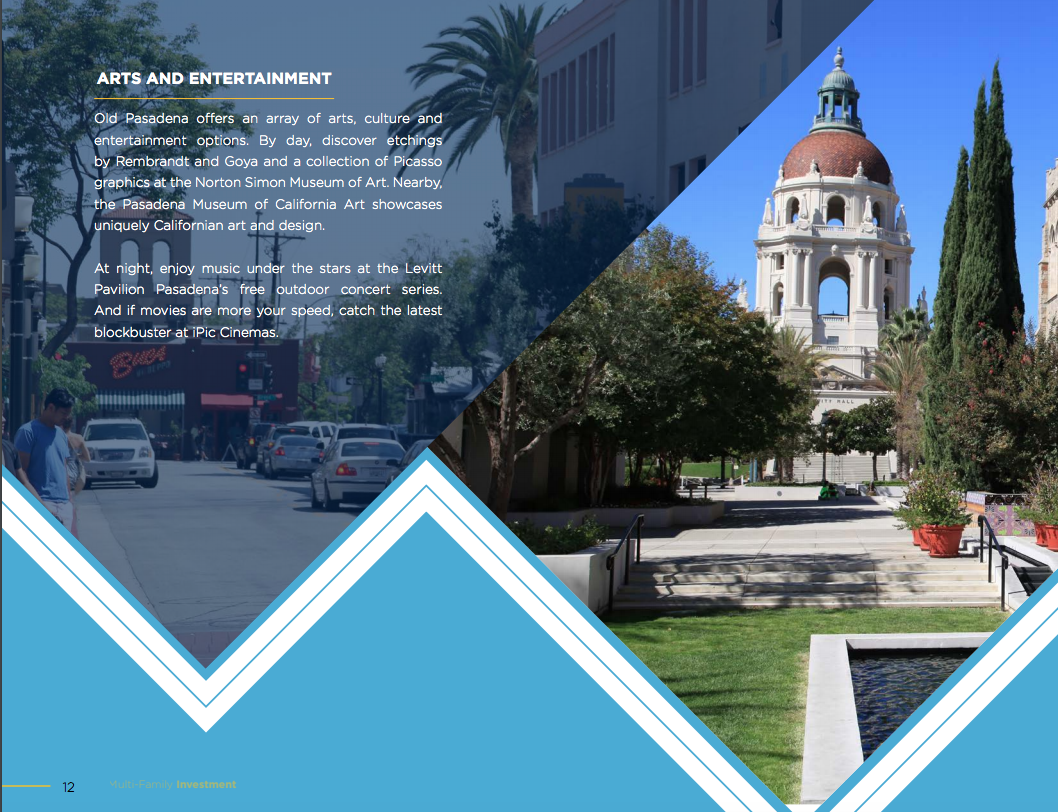 ARTS AND ENTERTAINMENT
Old Pasadena offers an array of arts, culture and
entertainment options. By day, discover etchings
by Rembrandt and Goya and a collection of Picasso
graphics at the Norton Simon Museum of Art. Nearby,
the Pasadena Museum of California Art showcases
uniquely Californian art and design.
At night, enjoy music under the stars at the Levitt
Pavilion Pasadena's free outdoor concert series.
And if movies are more your speed, catch the latest
blockbuster at iPic Cinemas.
BUCA
CITY HALL
12 Multi-Family Investment